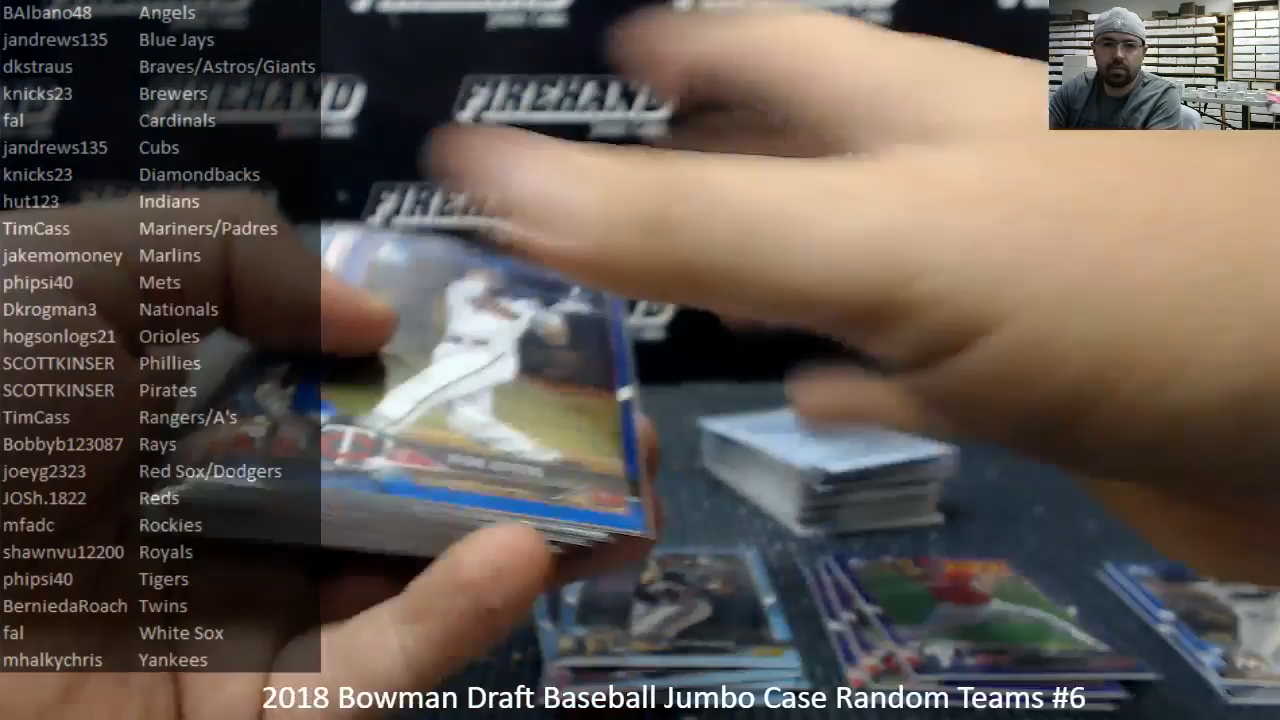 BAlbano48 Angels
jandrews135 Blue Jays
dkstraus Braves/Astros/Giants
knicks23 Brewers
fal Cardinals
jandrews135 Cubs
knicks23 Diamondbacks
hut123 Indians
TimCass Mariners/Padres
jakemomoney Marlins
phipsi40 Mets
Dkrogman3 Nationals
hogsonlogs21 Orioles
SCOTTKINSER Phillies
SCOTTKINSER Pirates
TimCass Rangers/A's
Bobbyb123087 Rays
joeyg2323 Red Sox/Dodgers
JOSh.1822 Reds
mfadc Rockies
shawnvu12200 Royals
phipsi40 Tigers
BerniedaRoach Twins
fal White Sox
mhalkychris Yankees
FIREHAND
2018 Bowman Draft Baseball Jumbo Case Random Teams #6